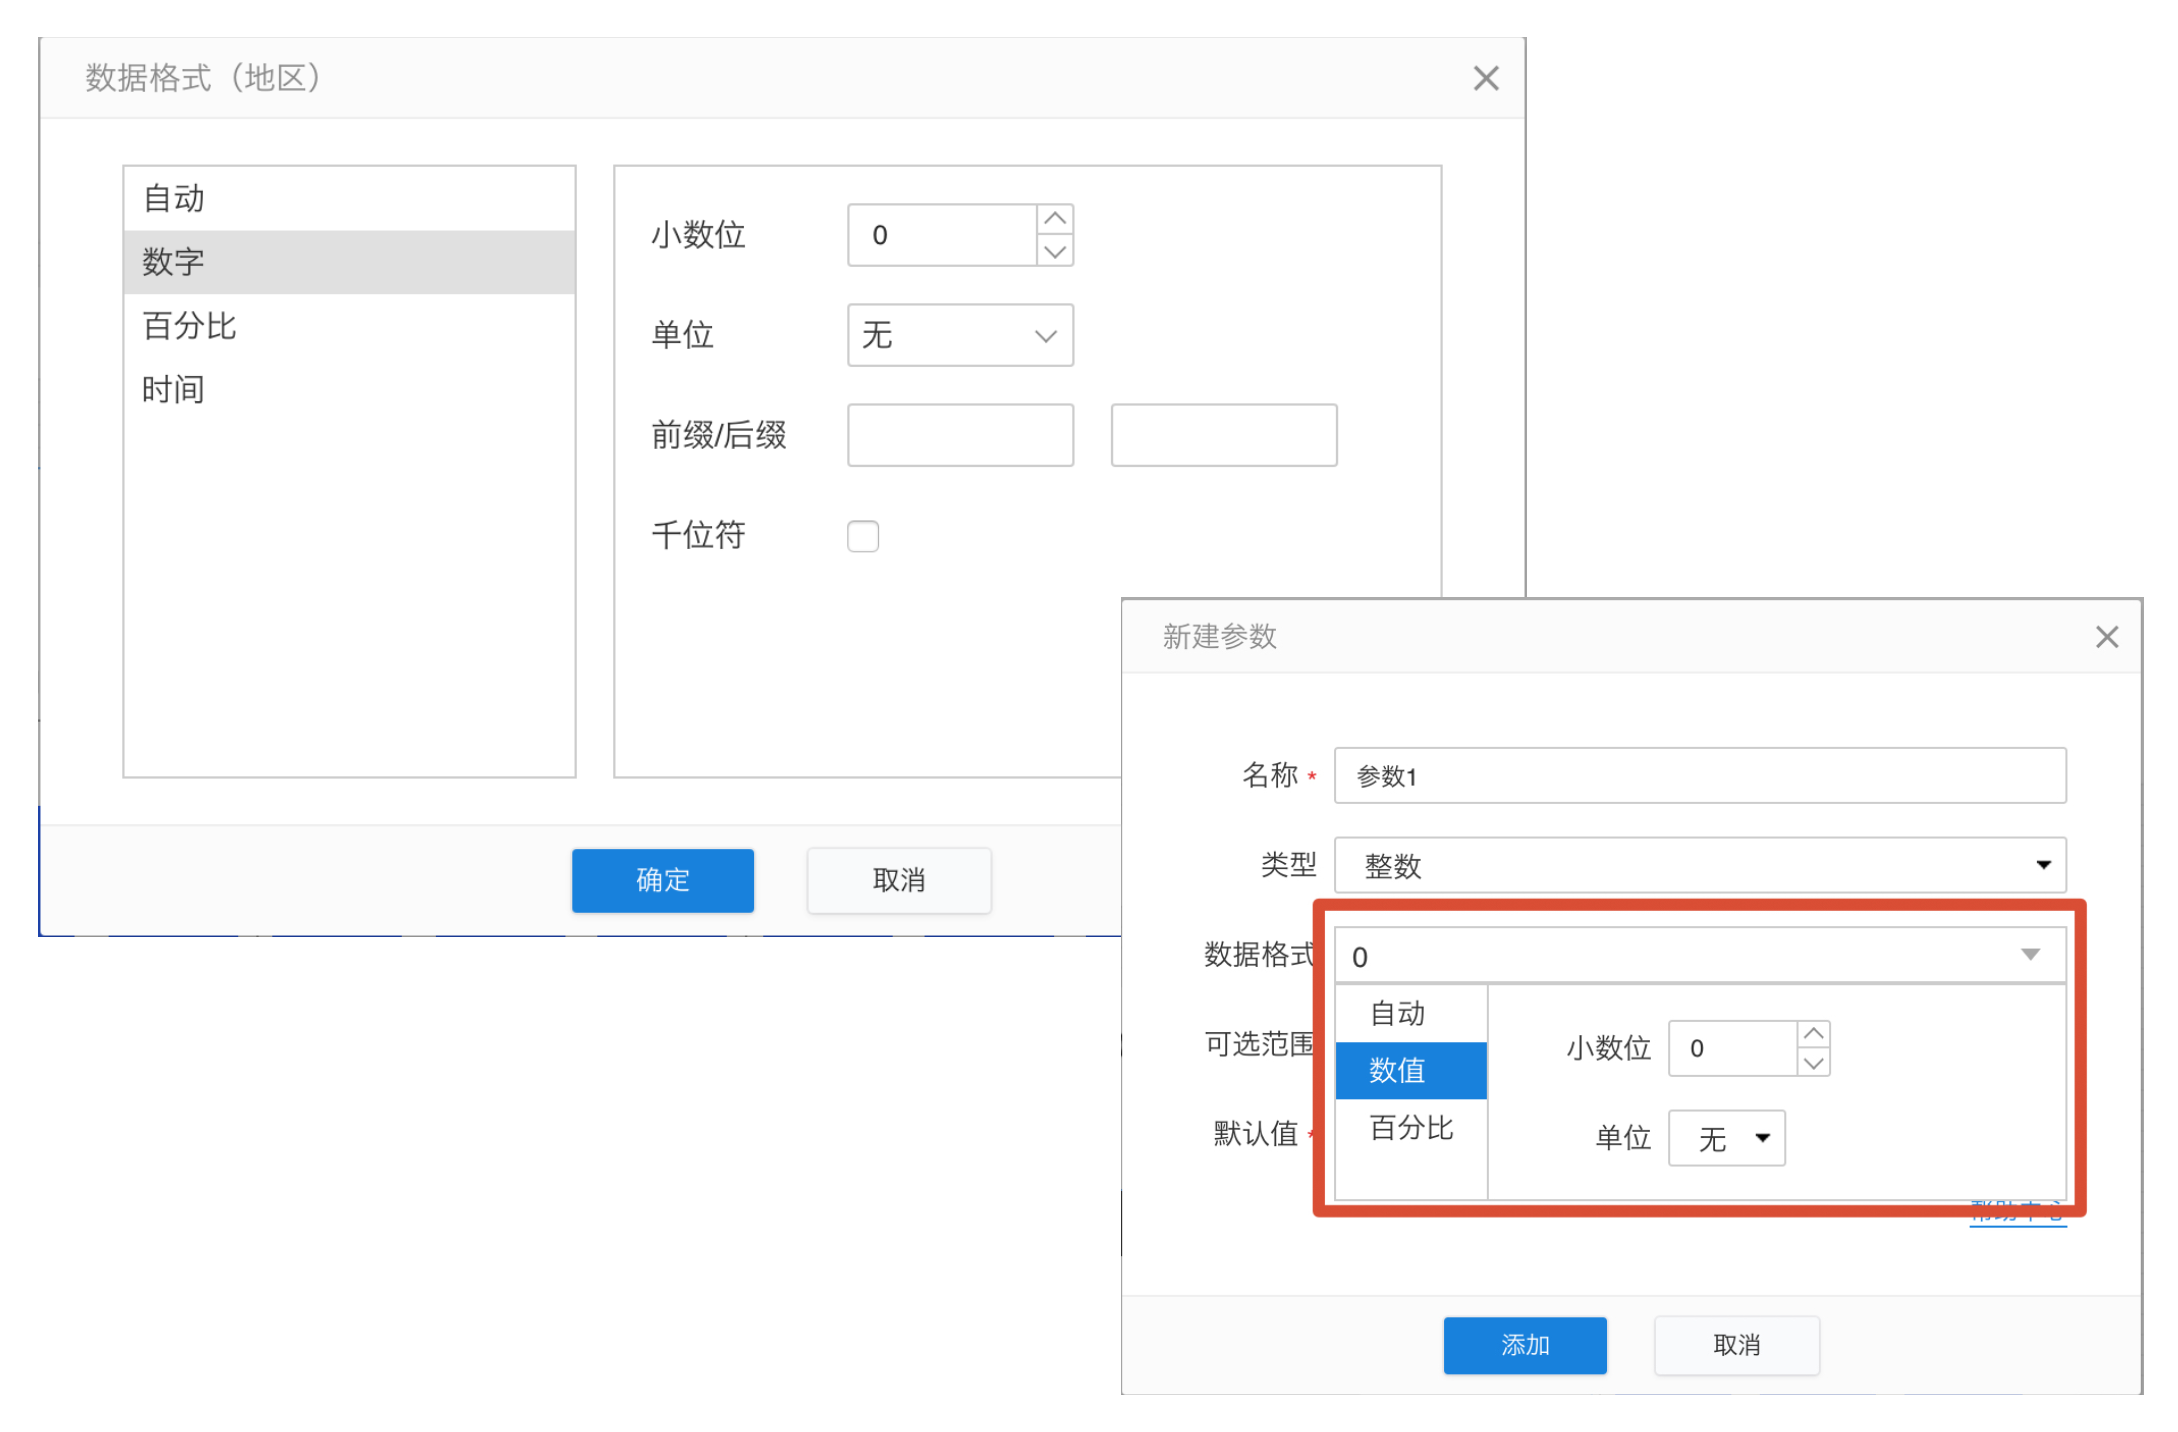 数据格式（地区）
自动
数字
百分比
时间
小数位
0
单位
无
前缀/后缀
千位符
确定
取消
新建参数
名称 *
参数1
类型
整数
数据格式
0
可选范围
自动
数值
百分比
小数位
0
单位
无
默认值 *
帮助中心
添加
取消